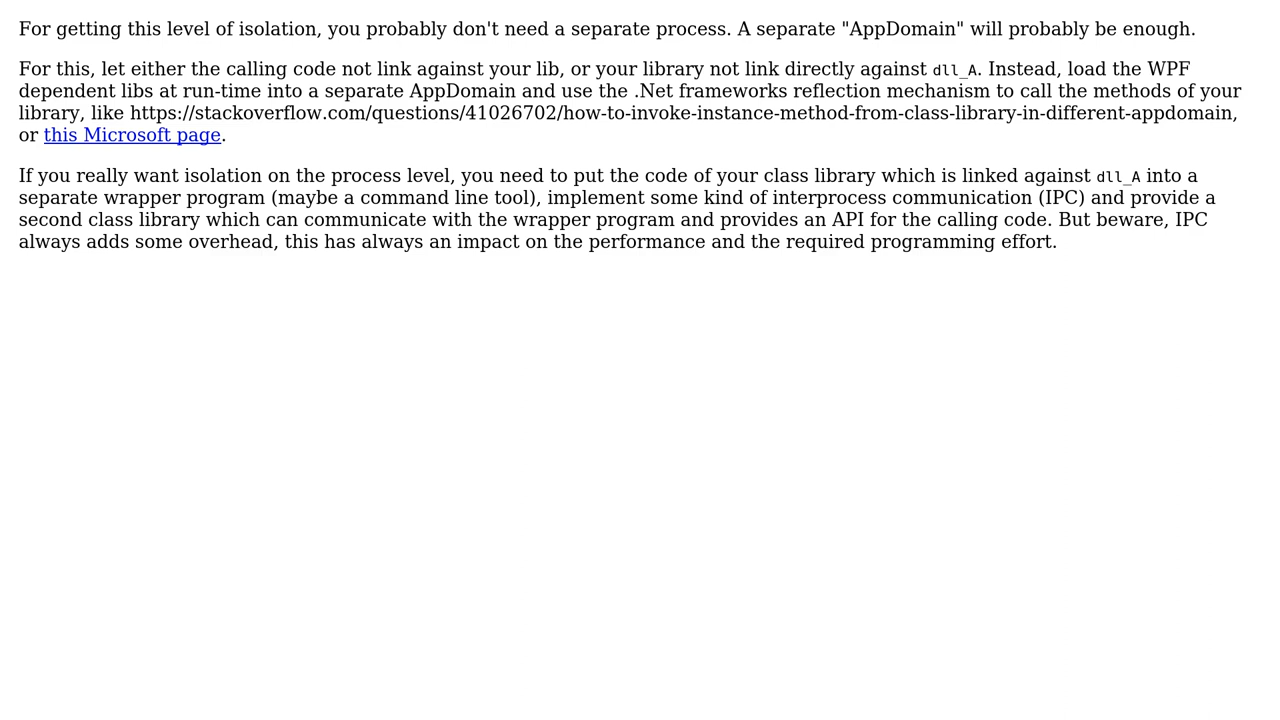 For getting this level of isolation, you probably don't need a separate process. A separate "AppDomain" will probably be enough.
For this, let either the calling code not link against your lib, or your library not link directly against dll_A. Instead, load the WPF
dependent libs at run-time into a separate AppDomain and use the .Net frameworks reflection mechanism to call the methods of your
library, like https://stackoverflow.com/questions/41026702/how-to-invoke-instance-method-from-class-library-in-different-appdomain,
or this Microsoft page.
If you really want isolation on the process level, you need to put the code of your class library which is linked against dll_A into a
separate wrapper program (maybe a command line tool), implement some kind of interprocess communication (IPC) and provide a
second class library which can communicate with the wrapper program and provides an API for the calling code. But beware, IPC
always adds some overhead, this has always an impact on the performance and the required programming effort.